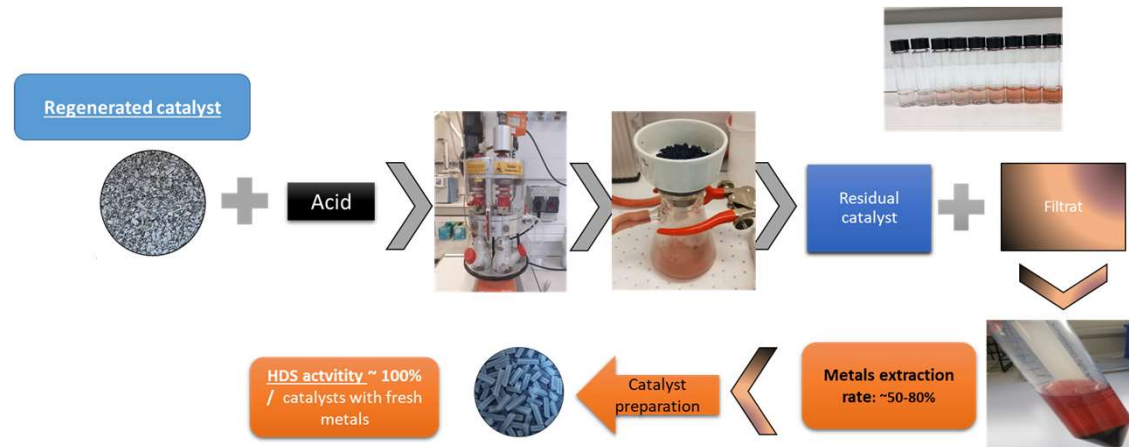 Regenerated catalyst
Acid
Residual
catalyst
Filtrat
HDS actvitity ~ 100%
/ catalysts with fresh
metals
Catalyst
preparation
Metals extraction
rate: ~50-80%